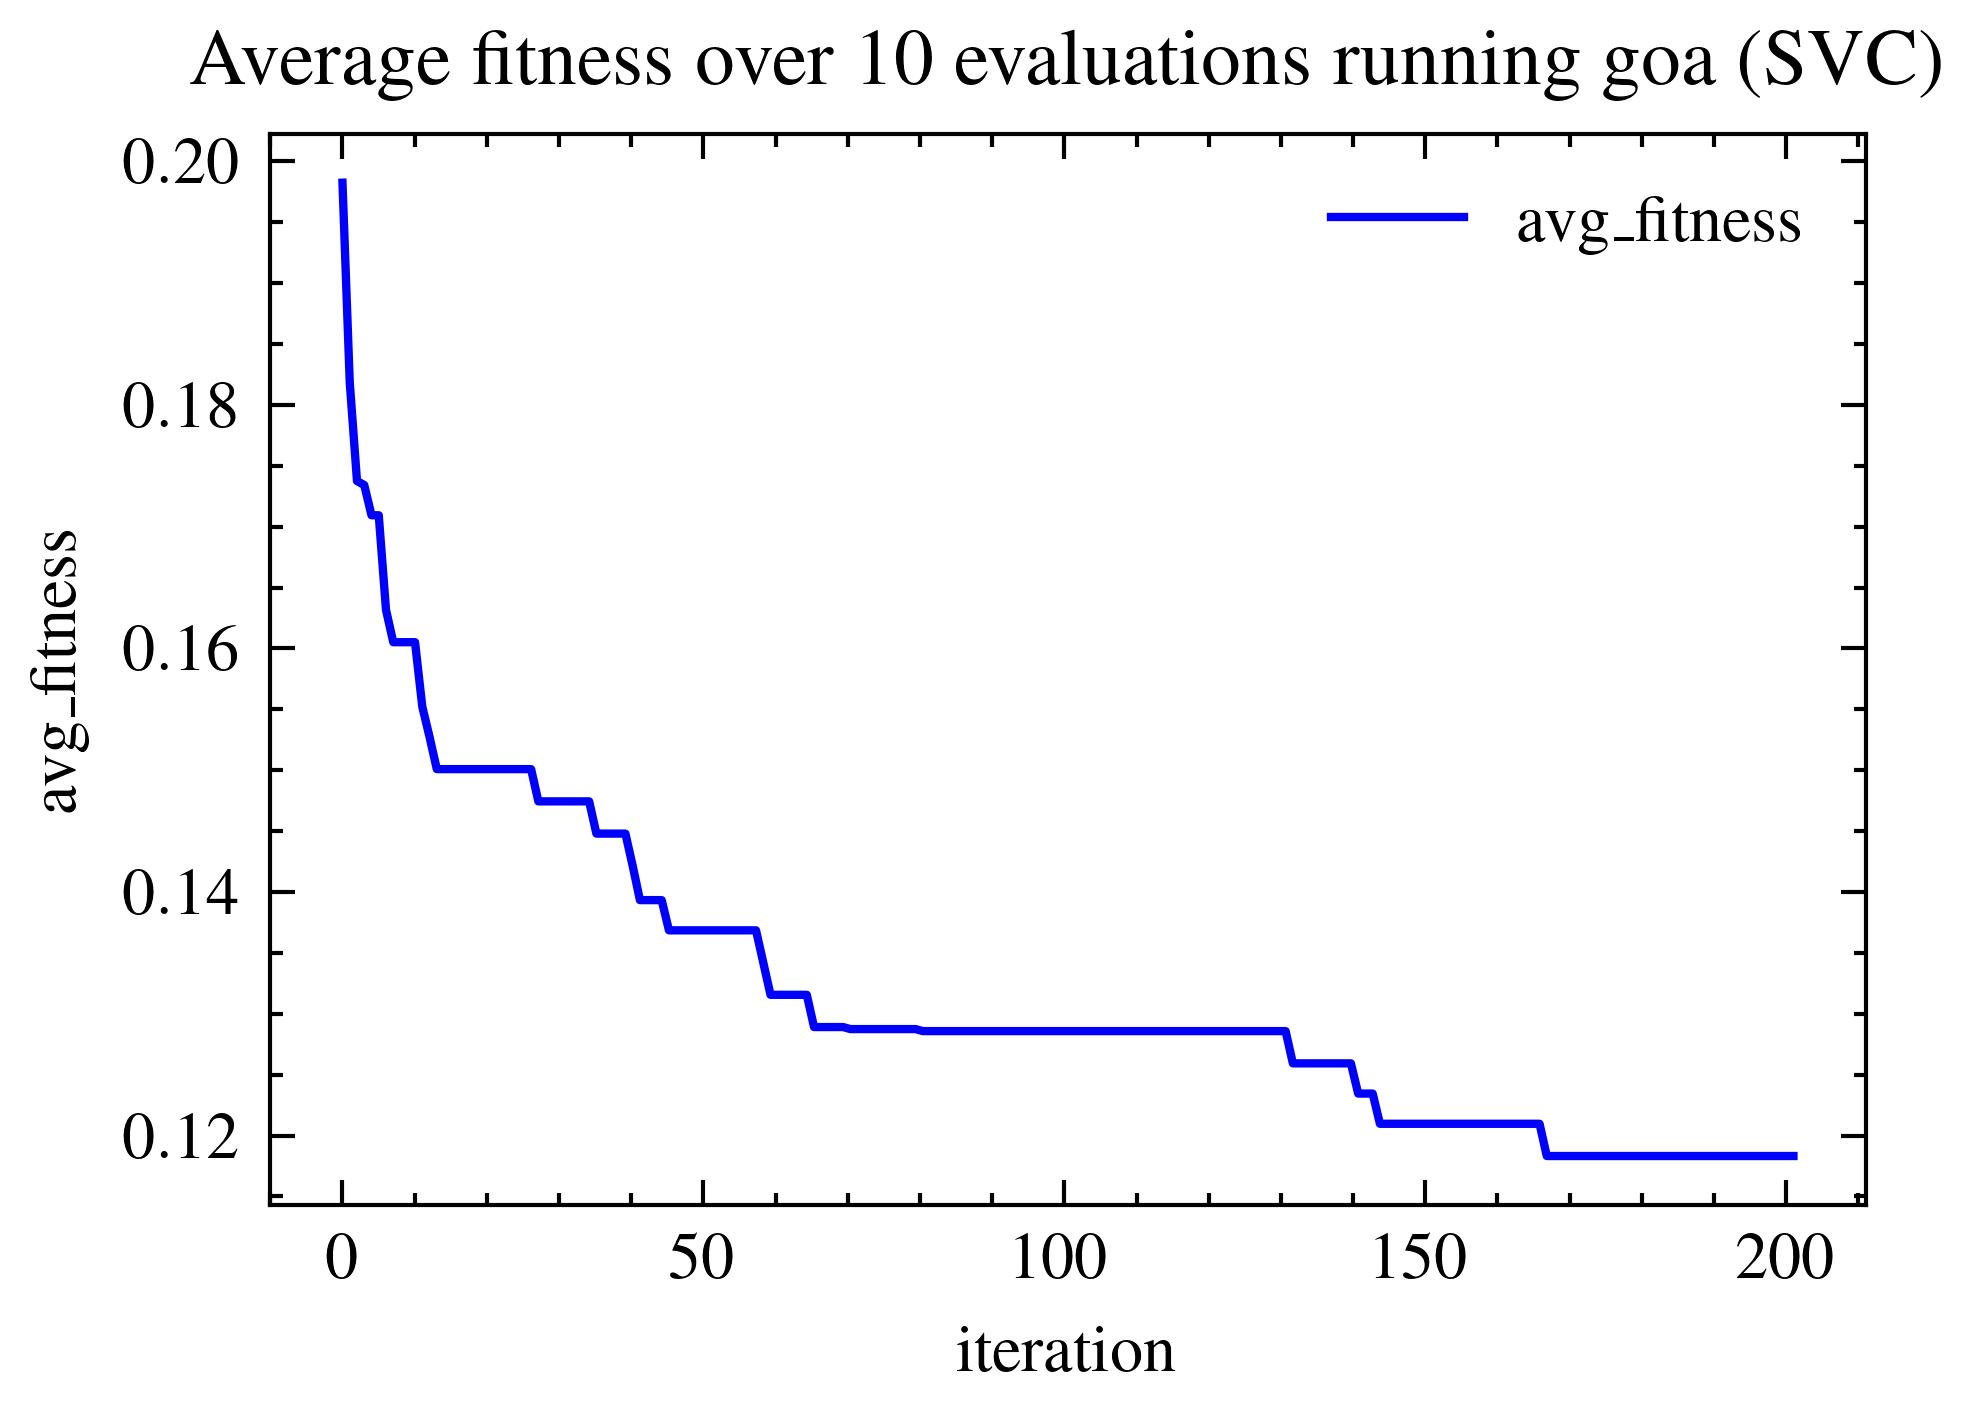 Average fitness over 10 evaluations running goa (SVC)
0.20
0.18
0.16
0.14
0.12
avg_fitness
avg_fitness
0 50 100 150 200
iteration